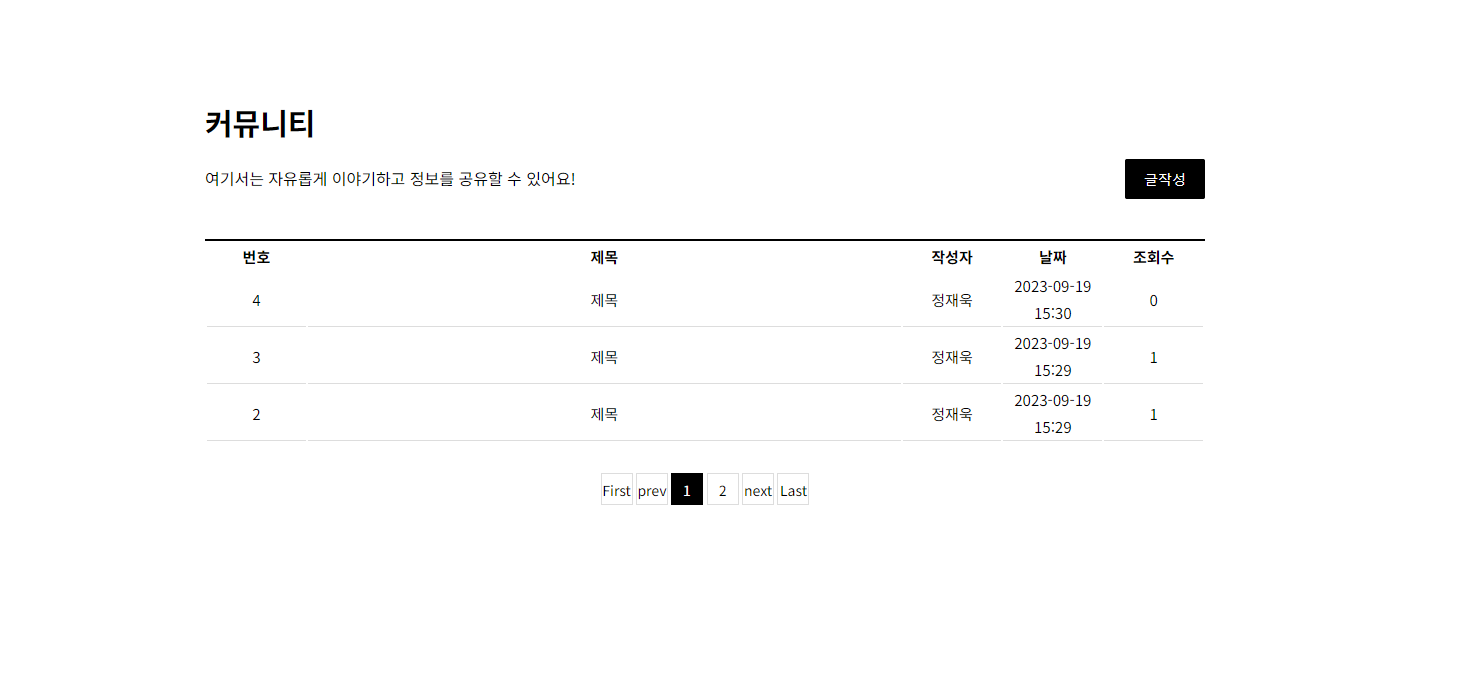 커뮤니티
여기서는 자유롭게 이야기하고 정보를 공유할 수 있어요!
글작성
번호 제목 작성자 날짜 조회수
4 제목 정재욱 2023-09-19 15:30 0
3 제목 정재욱 2023-09-19 15:29 1
2 제목 정재욱 2023-09-19 15:29 1
First prev 1 2 next Last